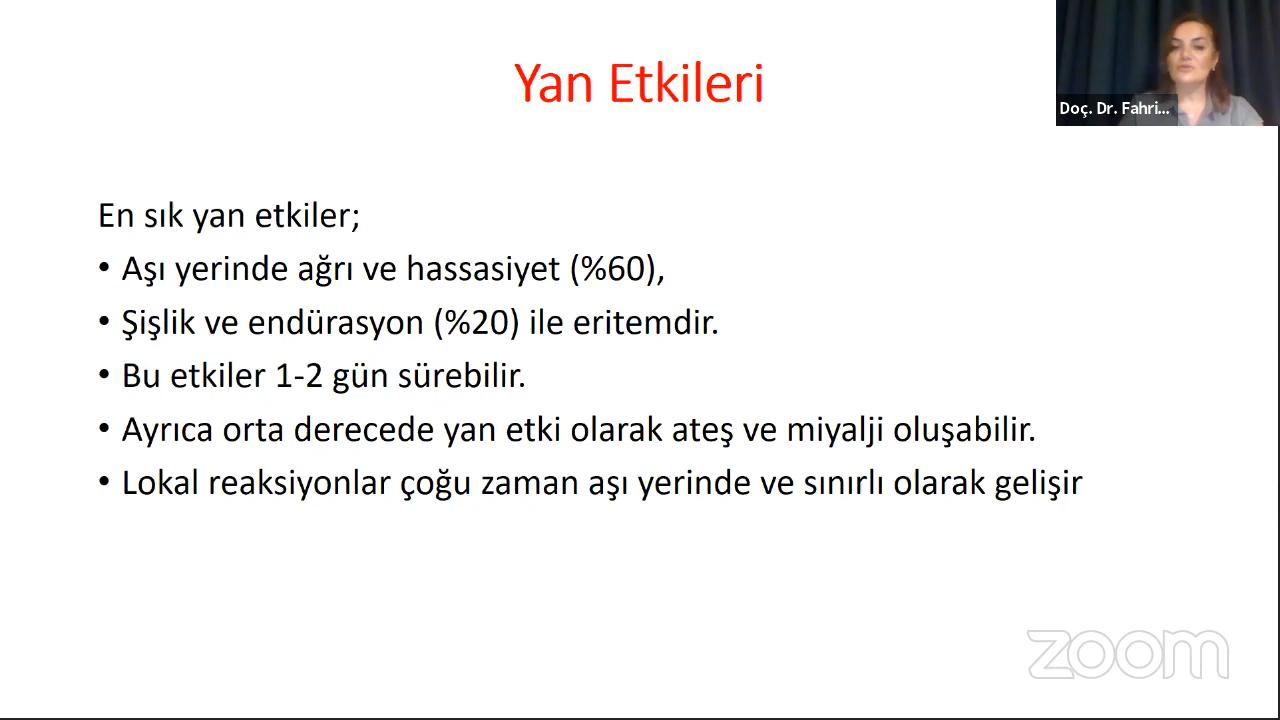 Yan Etkileri
Doç. Dr. Fahri...
En sık yan etkiler;
• Aşı yerinde ağrı ve hassasiyet (%60),
• Şişlik ve endürasyon (%20) ile eritemdir.
• Bu etkiler 1-2 gün sürebilir.
• Ayrıca orta derecede yan etki olarak ateş ve miyalji oluşabilir.
• Lokal reaksiyonlar çoğu zaman aşı yerinde ve sınırlı olarak gelişir
zoom